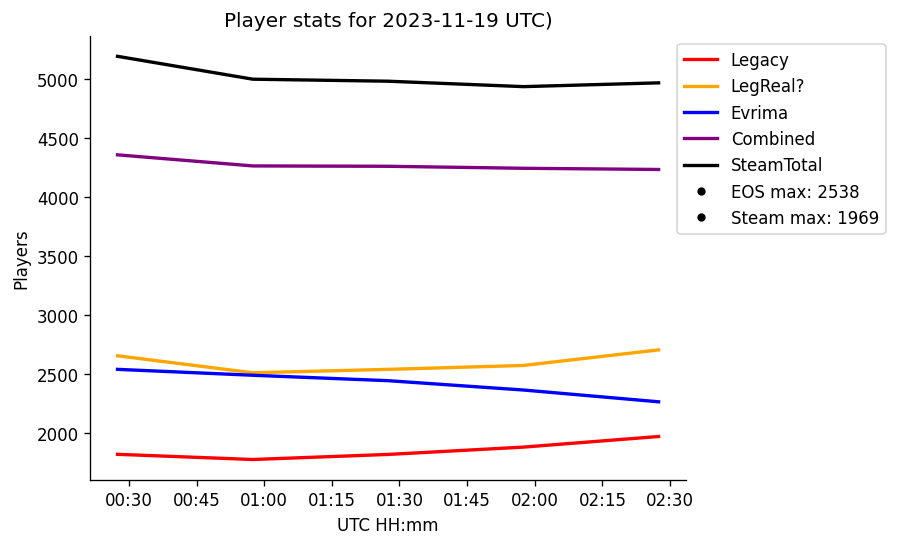 Player stats for 2023-11-19 UTC)
Legacy
LegReal?
Evrima
Combined
SteamTotal
EOS max: 2538
Steam max: 1969
5000
4500
4000
3500
3000
2500
2000
Players
00:30 00:45 01:00 01:15 01:30 01:45 02:00 02:15 02:30
UTC HH:mm